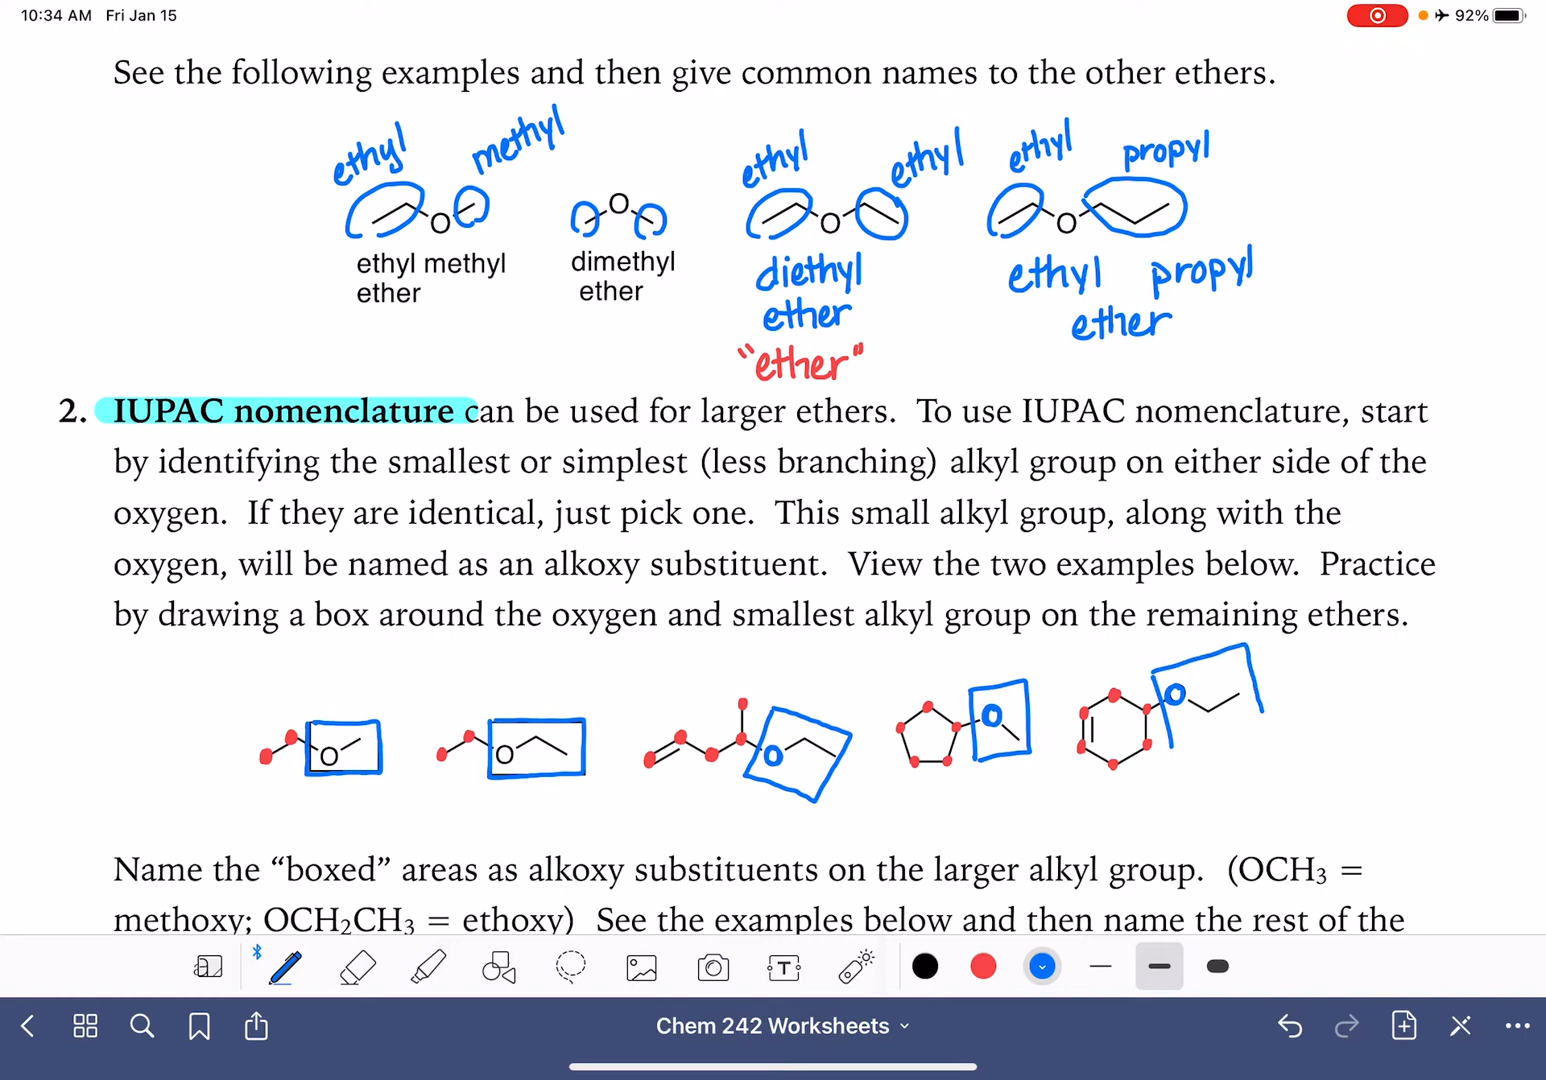 10:34 AM Fri Jan 15
92%
See the following examples and then give common names to the other ethers.
ethyl methyl ethyl ethyl ethyl propyl
O O O O
ethyl methyl ether
dimethyl ether
diethyl ether
"ether"
ethyl propyl ether
2. IUPAC nomenclature can be used for larger ethers. To use IUPAC nomenclature, start
by identifying the smallest or simplest (less branching) alkyl group on either side of the
oxygen. If they are identical, just pick one. This small alkyl group, along with the
oxygen, will be named as an alkoxy substituent. View the two examples below. Practice
by drawing a box around the oxygen and smallest alkyl group on the remaining ethers.
O O O O O
Name the “boxed” areas as alkoxy substituents on the larger alkyl group. (OCH₃ =
methoxy; OCH₂CH₃ = ethoxy) See the examples below and then name the rest of the
T
Chem 242 Worksheets